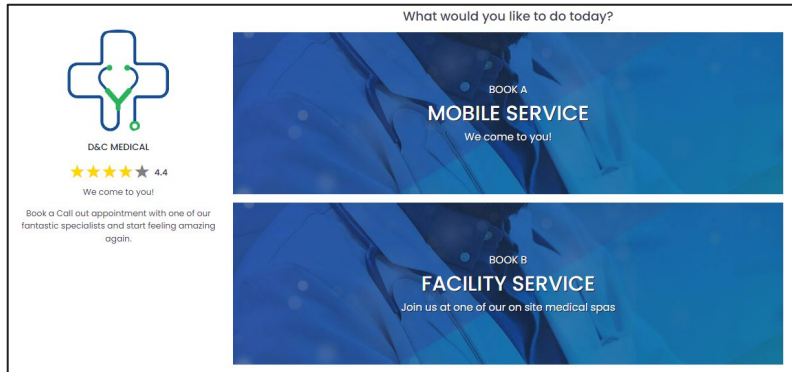 What would you like to do today?
D&C MEDICAL
4.4
We come to you!
Book a Call out appointment with one of our
fantastic specialists and start feeling amazing
again.
BOOK A
MOBILE SERVICE
We come to you!
BOOK B
FACILITY SERVICE
Join us at one of our on site medical spas